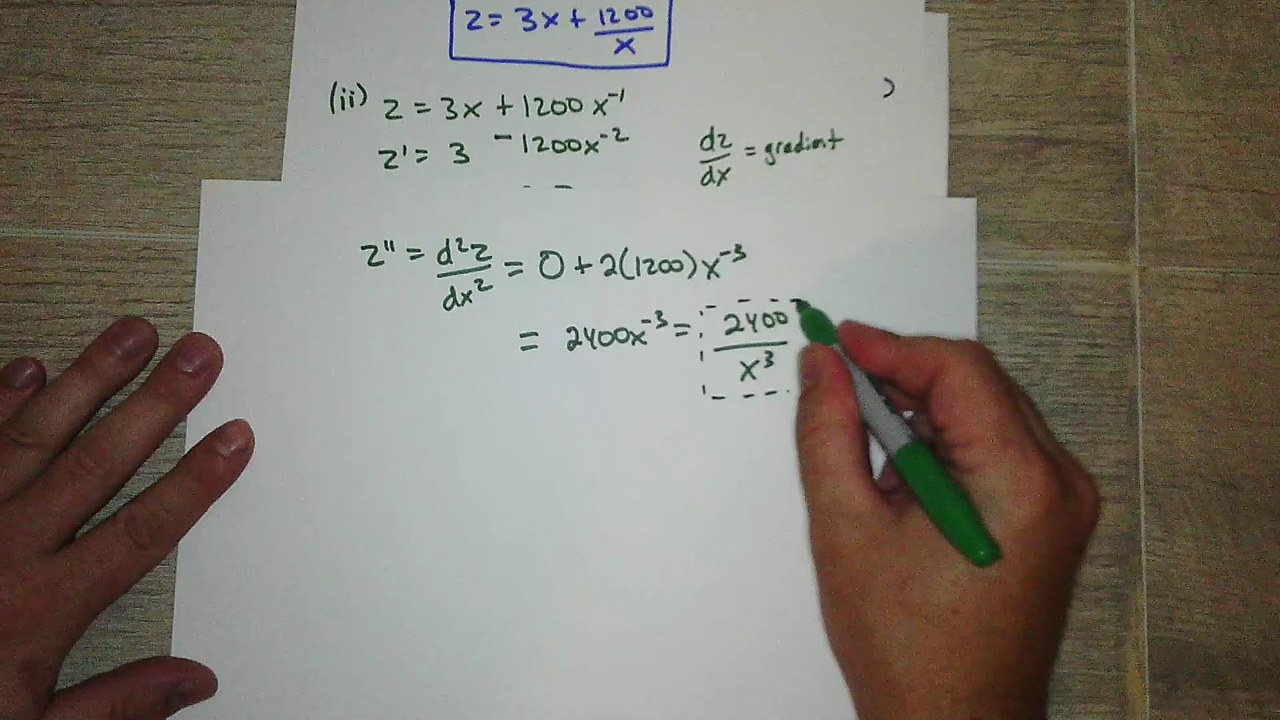 z = 3x + 1200/x
(ii) z = 3x + 1200x⁻¹
z' = 3 - 1200x⁻² dz/dx = gradient
z'' = d²z/dx² = 0 + 2(1200)x⁻³
= 2400x⁻³ = 2400/x³